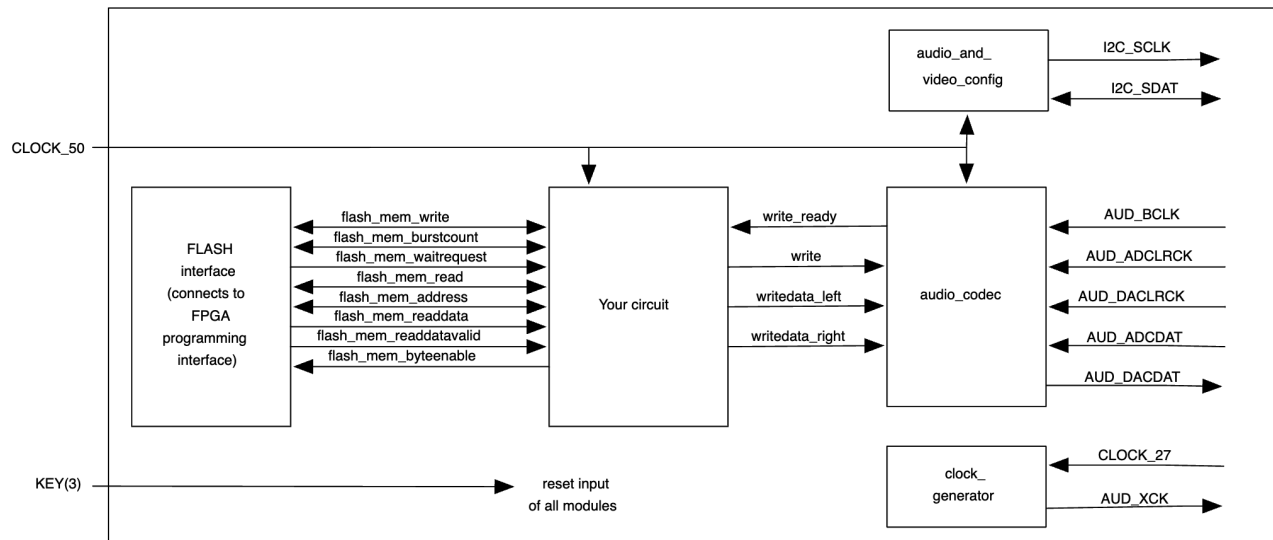 audio_and_
video_config
I2C_SCLK
I2C_SDAT
CLOCK_50
FLASH
interface
(connects to
FPGA
programming
interface)
flash_mem_write
flash_mem_burstcount
flash_mem_waitrequest
flash_mem_read
flash_mem_address
flash_mem_readdata
flash_mem_readdatavalid
flash_mem_byteenable
Your circuit
write_ready
write
writedata_left
writedata_right
audio_codec
AUD_BCLK
AUD_ADCLRCK
AUD_DACLRCK
AUD_ADCDAT
AUD_DACDAT
KEY(3)
reset input
of all modules
clock_
generator
CLOCK_27
AUD_XCK